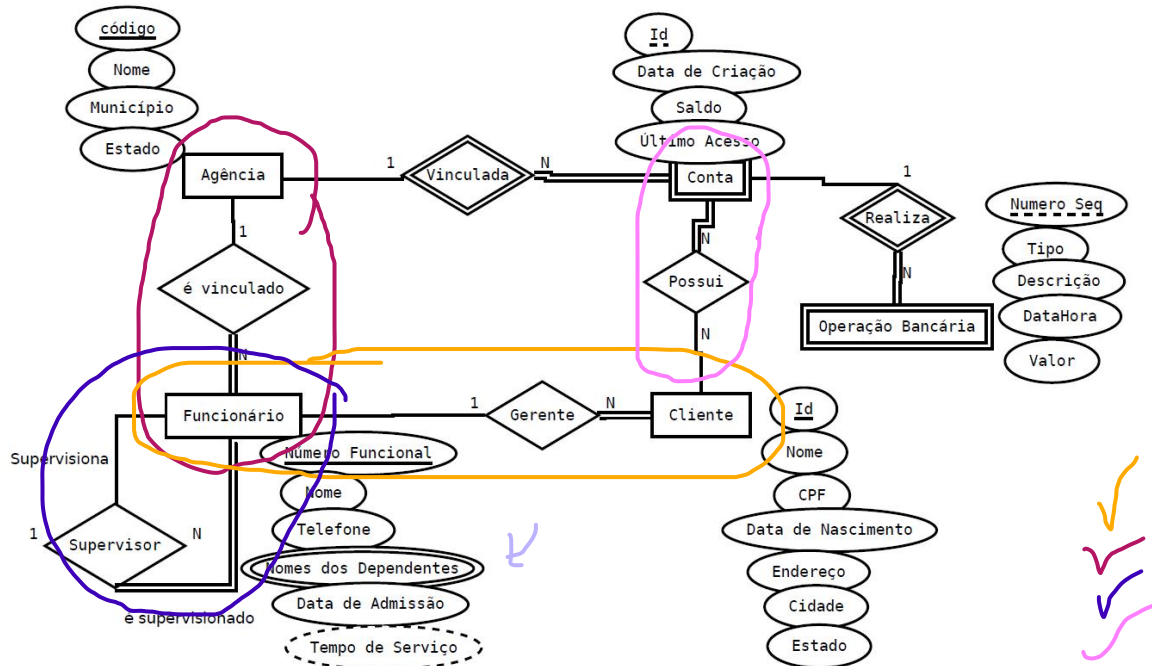 código
Nome
Município
Estado
Agência
1
Vinculada
N
Id
Data de Criação
Saldo
Último Acesso
Conta
1
Realiza
N
Operação Bancária
Numero Seq
Tipo
Descrição
DataHora
Valor
1
é vinculado
N
N
Possui
N
Funcionário
1
Gerente
N
Cliente
Supervisiona
1
Supervisor
N
é supervisionado
Número Funcional
Nome
Telefone
Nomes dos Dependentes
Data de Admissão
Tempo de Serviço
Id
Nome
CPF
Data de Nascimento
Endereço
Cidade
Estado